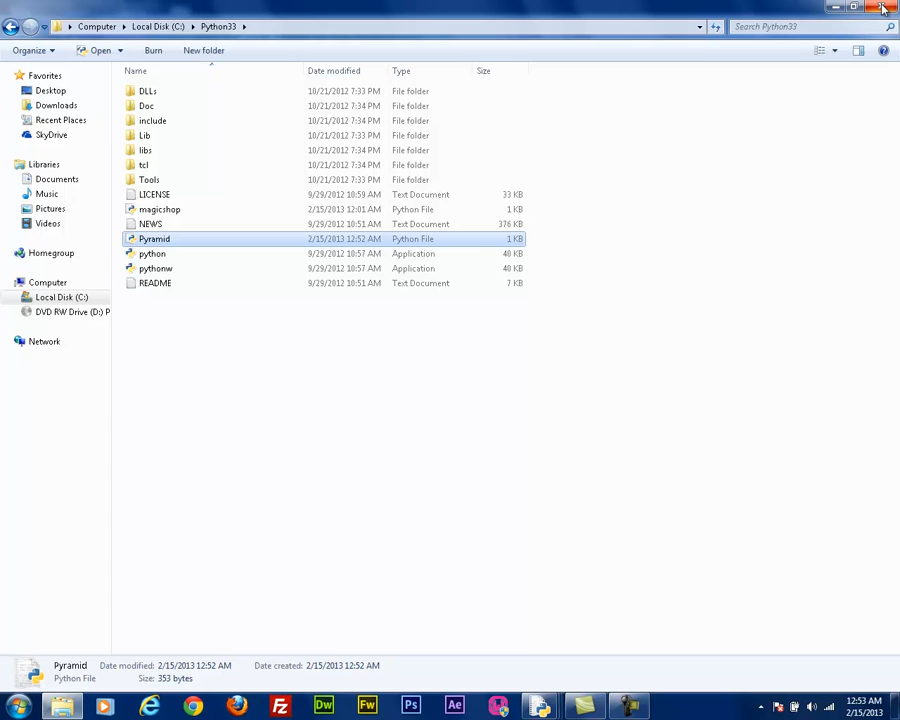 Computer Local Disk (C:) Python33 Search Python33
Organize Open Burn New folder
Name Date modified Type Size
Favorites
Desktop
Downloads
Recent Places
SkyDrive
Libraries
Documents
Music
Pictures
Videos
Homegroup
Computer
Local Disk (C:)
DVD RW Drive (D:) P
Network
DLLs 10/21/2012 7:33 PM File folder
Doc 10/21/2012 7:34 PM File folder
include 10/21/2012 7:34 PM File folder
Lib 10/21/2012 7:33 PM File folder
libs 10/21/2012 7:34 PM File folder
tcl 10/21/2012 7:34 PM File folder
Tools 10/21/2012 7:33 PM File folder
LICENSE 9/29/2012 10:59 AM Text Document 33 KB
magicshop 2/15/2013 12:01 AM Python File 1 KB
NEWS 9/29/2012 10:51 AM Text Document 376 KB
Pyramid 2/15/2013 12:52 AM Python File 1 KB
python 9/29/2012 10:57 AM Application 40 KB
pythonw 9/29/2012 10:57 AM Application 40 KB
README 9/29/2012 10:51 AM Text Document 7 KB
Pyramid Date modified: 2/15/2013 12:52 AM Date created: 2/15/2013 12:52 AM
Python File Size: 353 bytes
Fz Dw Fw Ps Ae
12:53 AM
2/15/2013